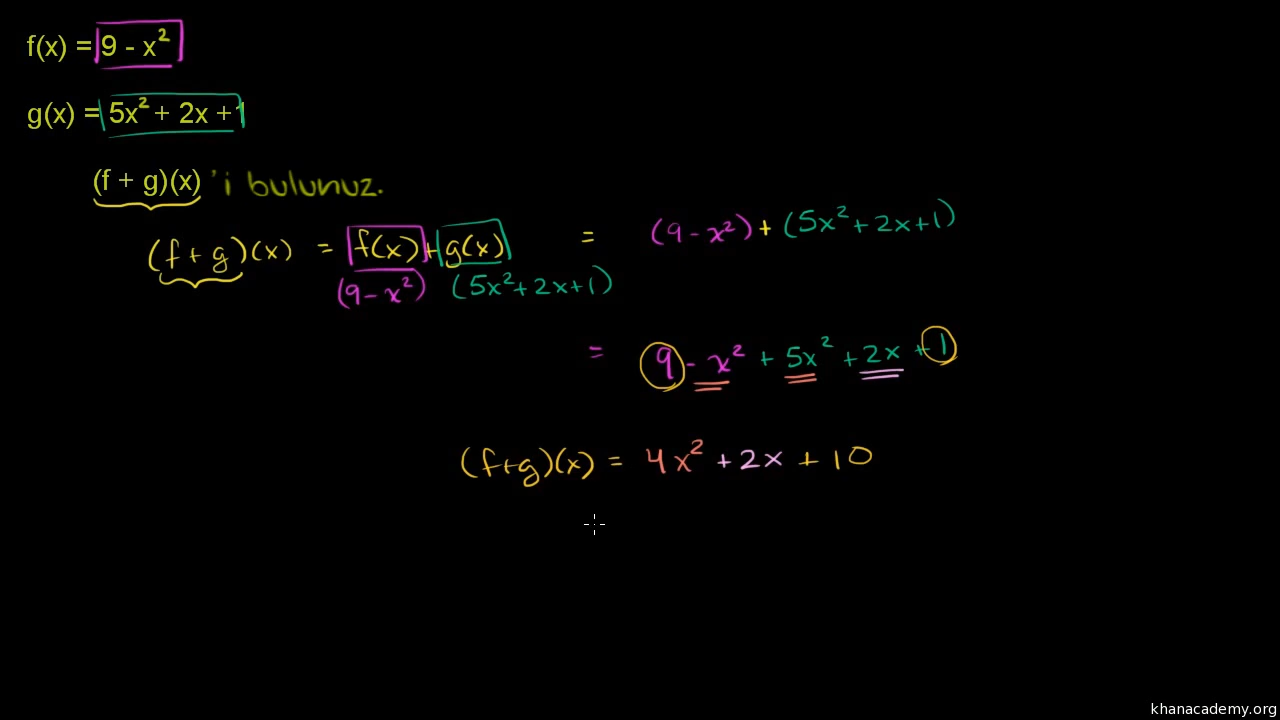 f(x) = 9 - x²
g(x) = 5x² + 2x + 1
(f + g)(x) 'i bulunuz.
(f + g)(x) = f(x) + g(x) = (9 - x²) + (5x² + 2x + 1)
(9 - x²) (5x² + 2x + 1)
= 9 - x² + 5x² + 2x + 1
(f+g)(x) = 4x² + 2x + 10
khanacademy.org